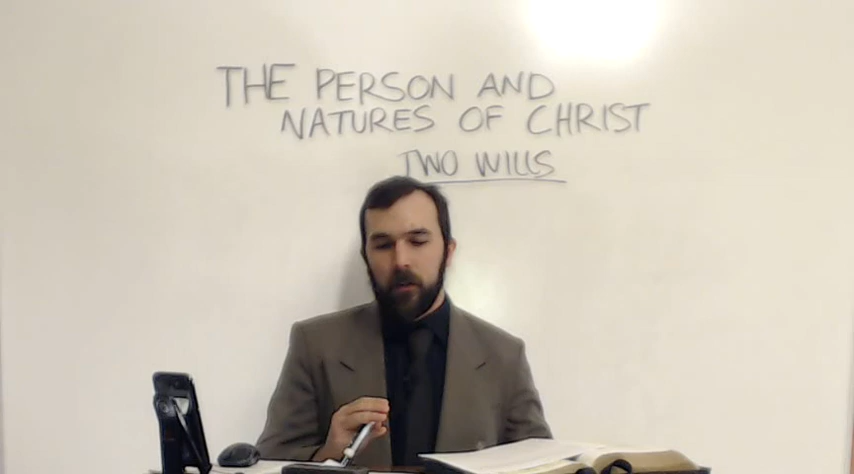 THE PERSON AND
NATURES OF CHRIST
TWO WILLS